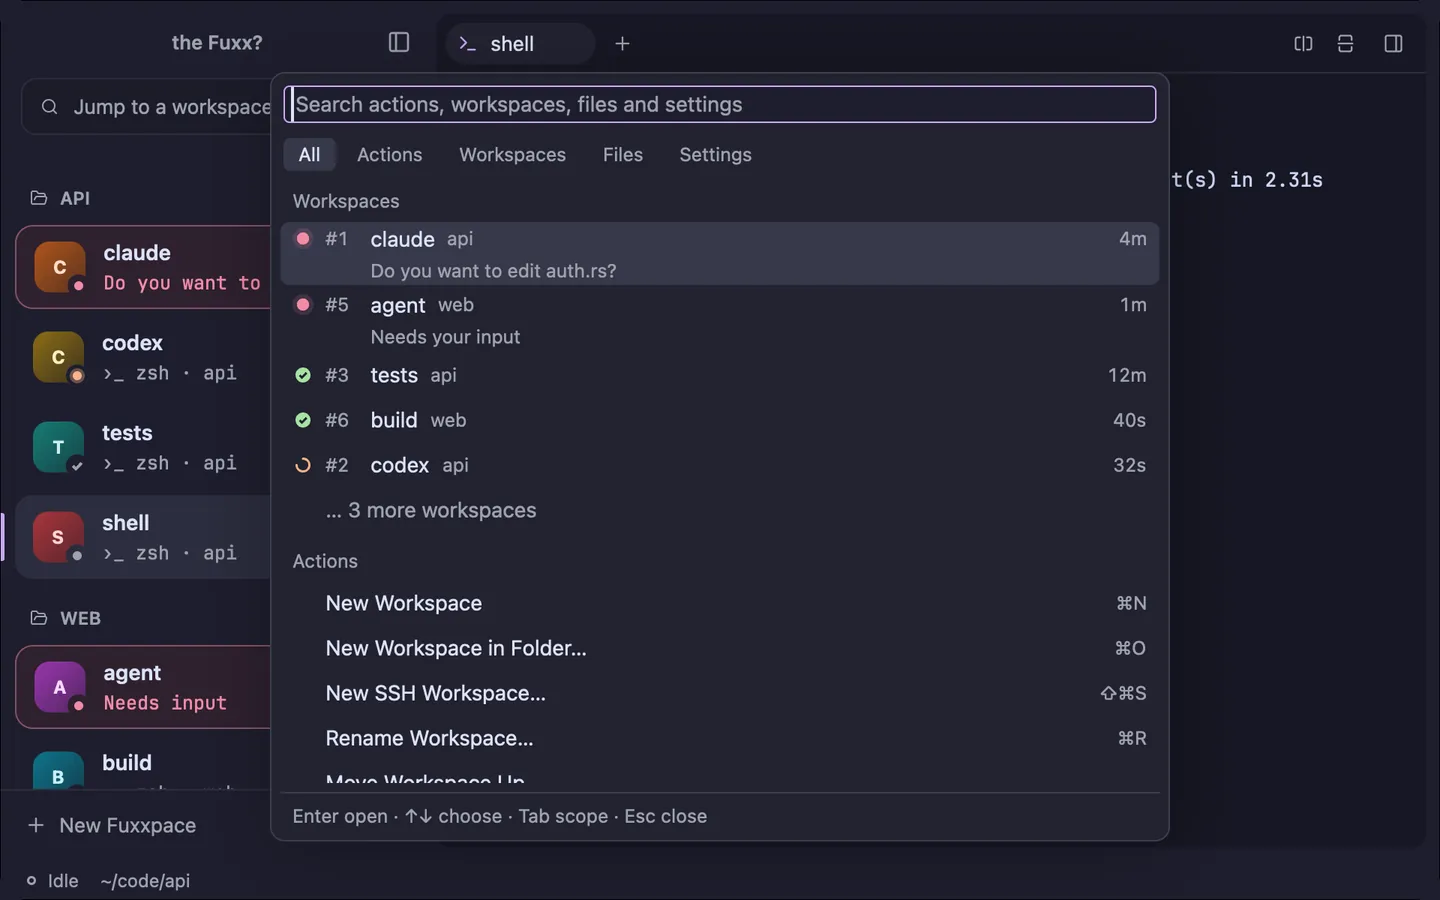 the Fuxx?
shell
Jump to a workspace
API
C
claude
Do you want to
C
codex
›_ zsh · api
T
tests
›_ zsh · api
S
shell
›_ zsh · api
WEB
A
agent
Needs input
B
build
New Fuxxpace
Idle ~/code/api
t(s) in 2.31s
Search actions, workspaces, files and settings
All Actions Workspaces Files Settings
Workspaces
#1 claude api 4m
Do you want to edit auth.rs?
#5 agent web 1m
Needs your input
#3 tests api 12m
#6 build web 40s
#2 codex api 32s
... 3 more workspaces
Actions
New Workspace ⌘N
New Workspace in Folder... ⌘O
New SSH Workspace... ⇧⌘S
Rename Workspace... ⌘R
Move Workspace Up
Enter open · ↑↓ choose · Tab scope · Esc close